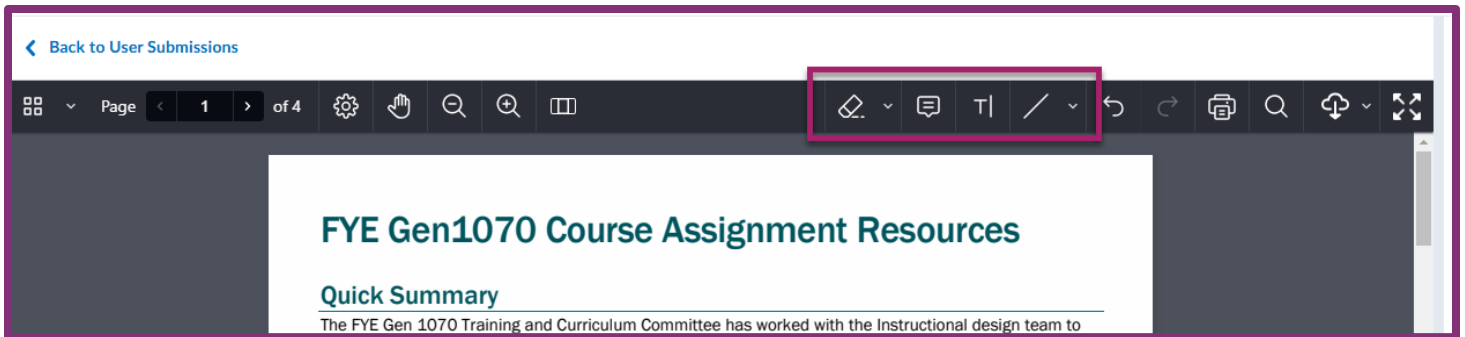 Back to User Submissions
Page 1 of 4
FYE Gen1070 Course Assignment Resources
Quick Summary
The FYE Gen 1070 Training and Curriculum Committee has worked with the Instructional design team to